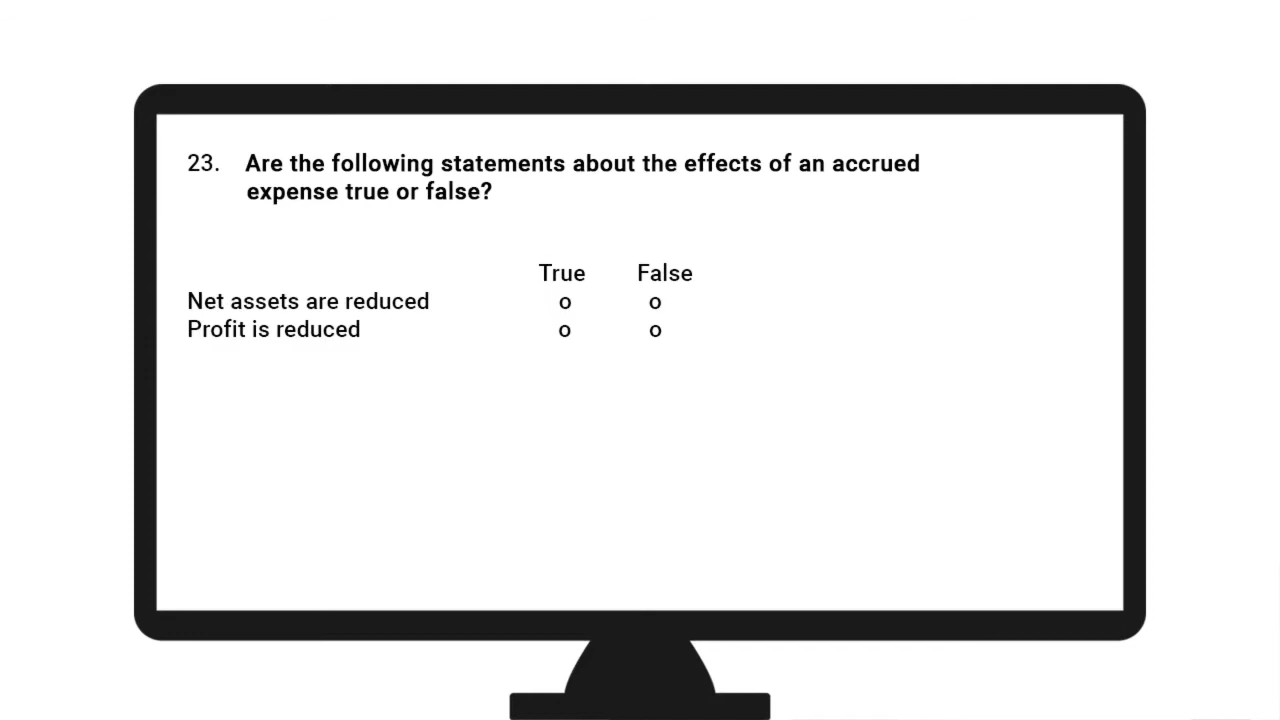 23. Are the following statements about the effects of an accrued
expense true or false?
True False
Net assets are reduced o o
Profit is reduced o o